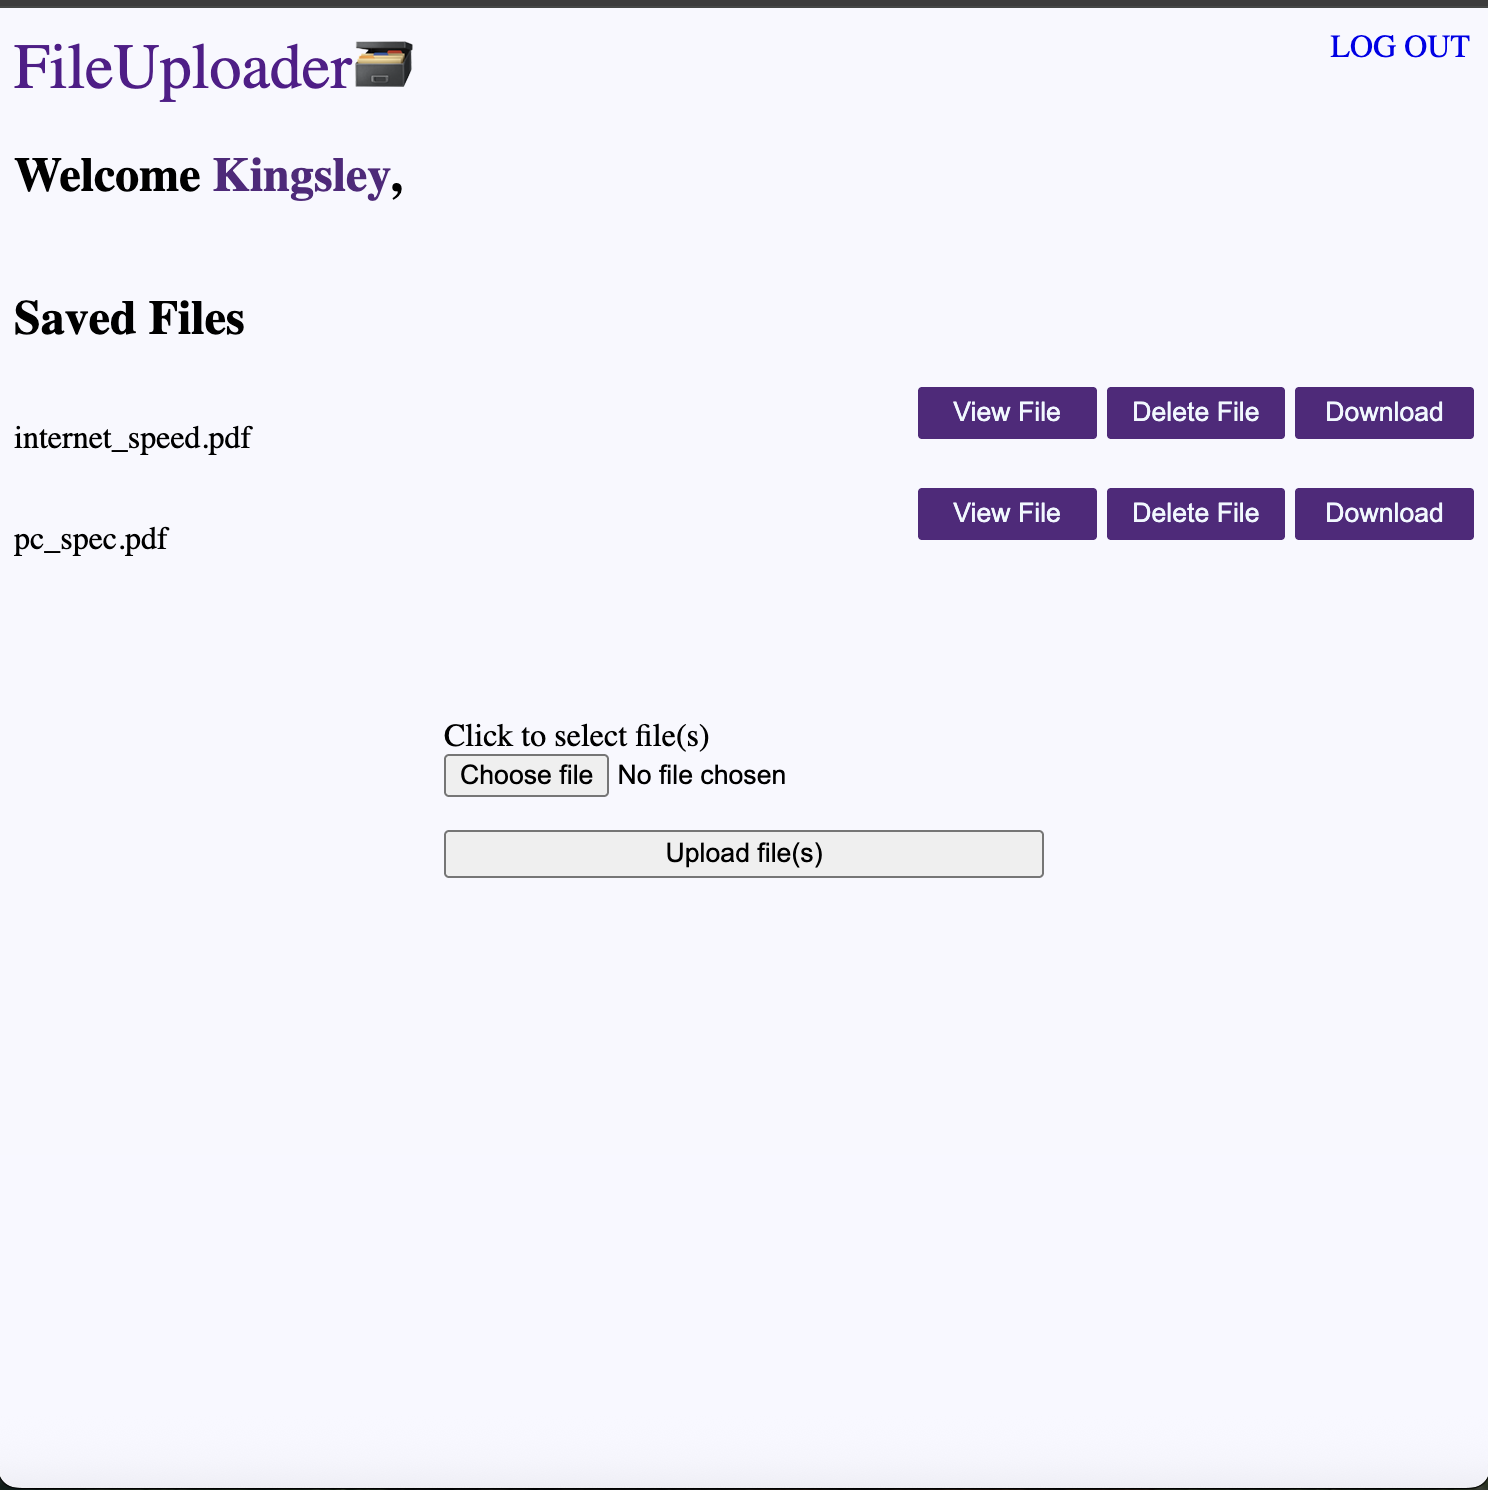 FileUploader
LOG OUT
Welcome Kingsley,
Saved Files
internet_speed.pdf
View File
Delete File
Download
pc_spec.pdf
View File
Delete File
Download
Click to select file(s)
Choose file No file chosen
Upload file(s)